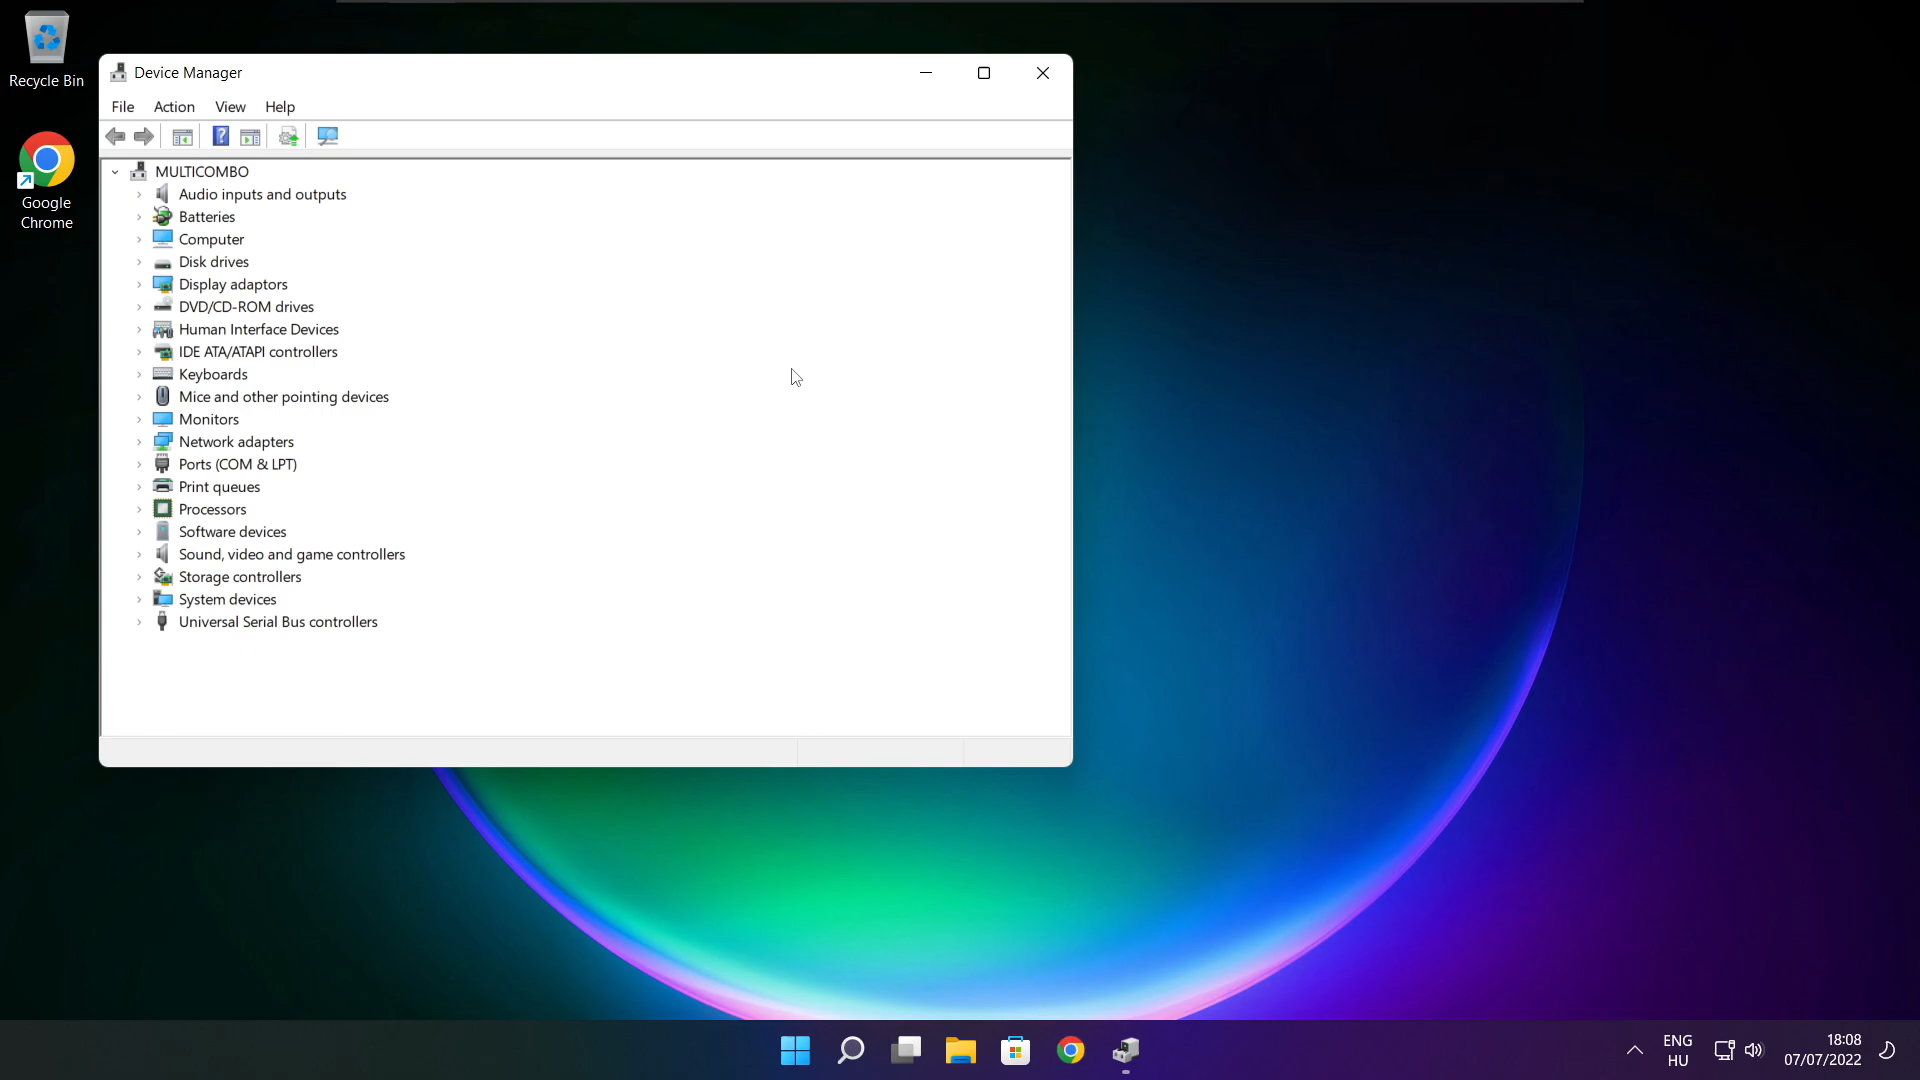 Recycle Bin
Google
Chrome
Device Manager
File Action View Help
MULTICOMBO
Audio inputs and outputs
Batteries
Computer
Disk drives
Display adaptors
DVD/CD-ROM drives
Human Interface Devices
IDE ATA/ATAPI controllers
Keyboards
Mice and other pointing devices
Monitors
Network adapters
Ports (COM & LPT)
Print queues
Processors
Software devices
Sound, video and game controllers
Storage controllers
System devices
Universal Serial Bus controllers
ENG
HU
18:08
07/07/2022